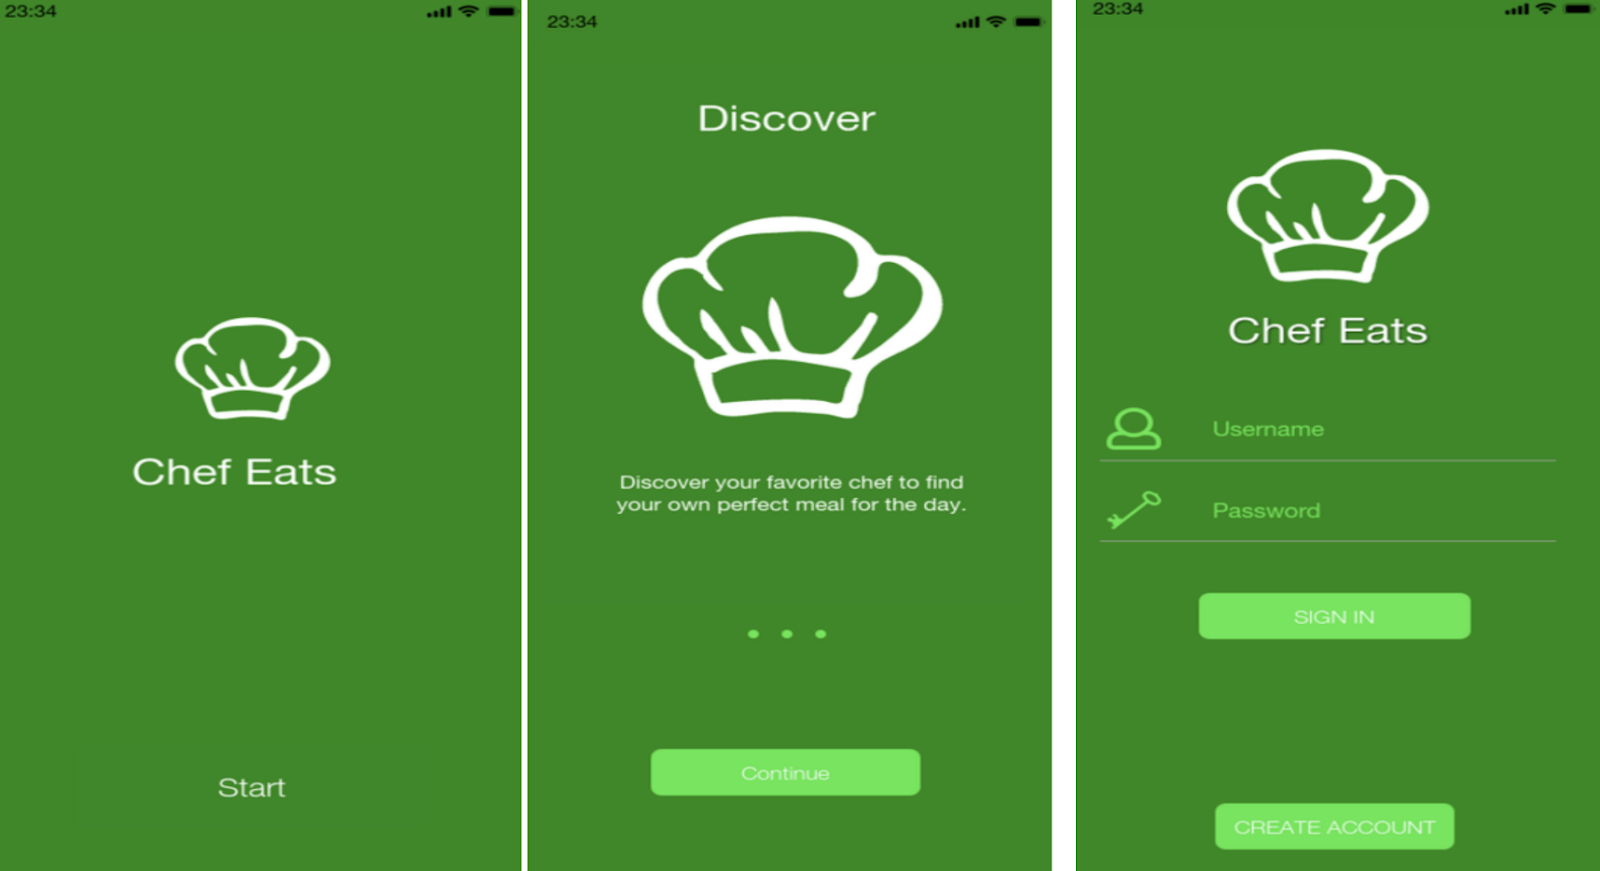 23:34
Chef Eats
Start
23:34
Discover
Discover your favorite chef to find
your own perfect meal for the day.
Continue
23:34
Chef Eats
Username
Password
SIGN IN
CREATE ACCOUNT